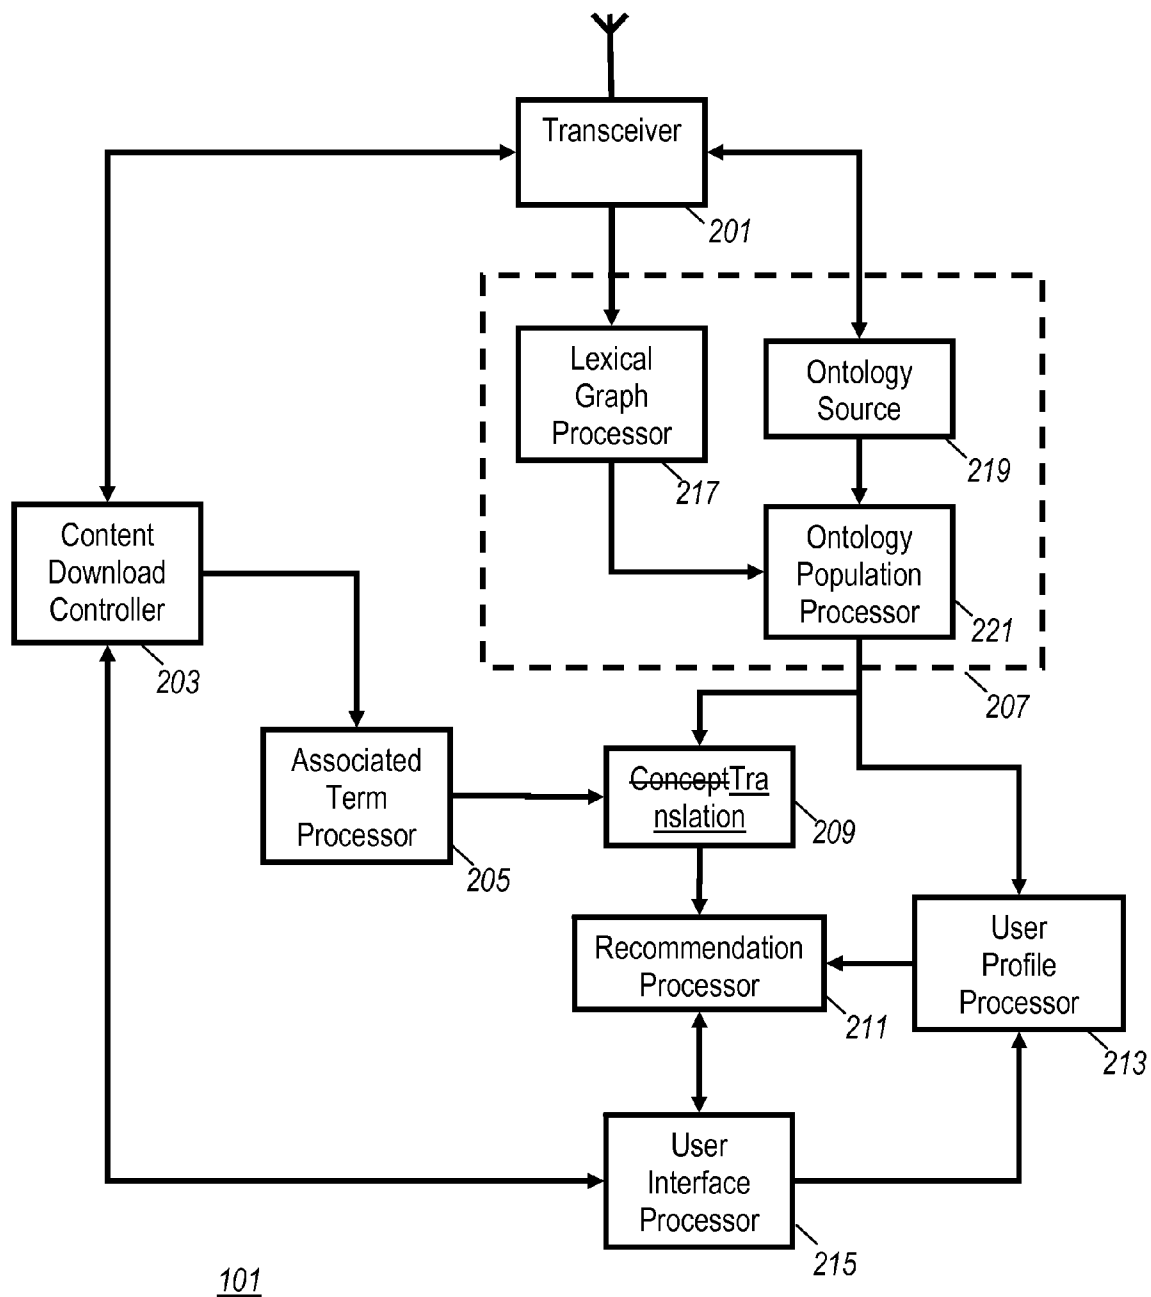 Transceiver
201
Lexical
Graph
Processor
217
Ontology
Source
219
Content
Download
Controller
203
Ontology
Population
Processor
221
207
Associated
Term
Processor
205
ConceptTra
nslation
209
Recommendation
Processor
211
User
Profile
Processor
213
User
Interface
Processor
215
101